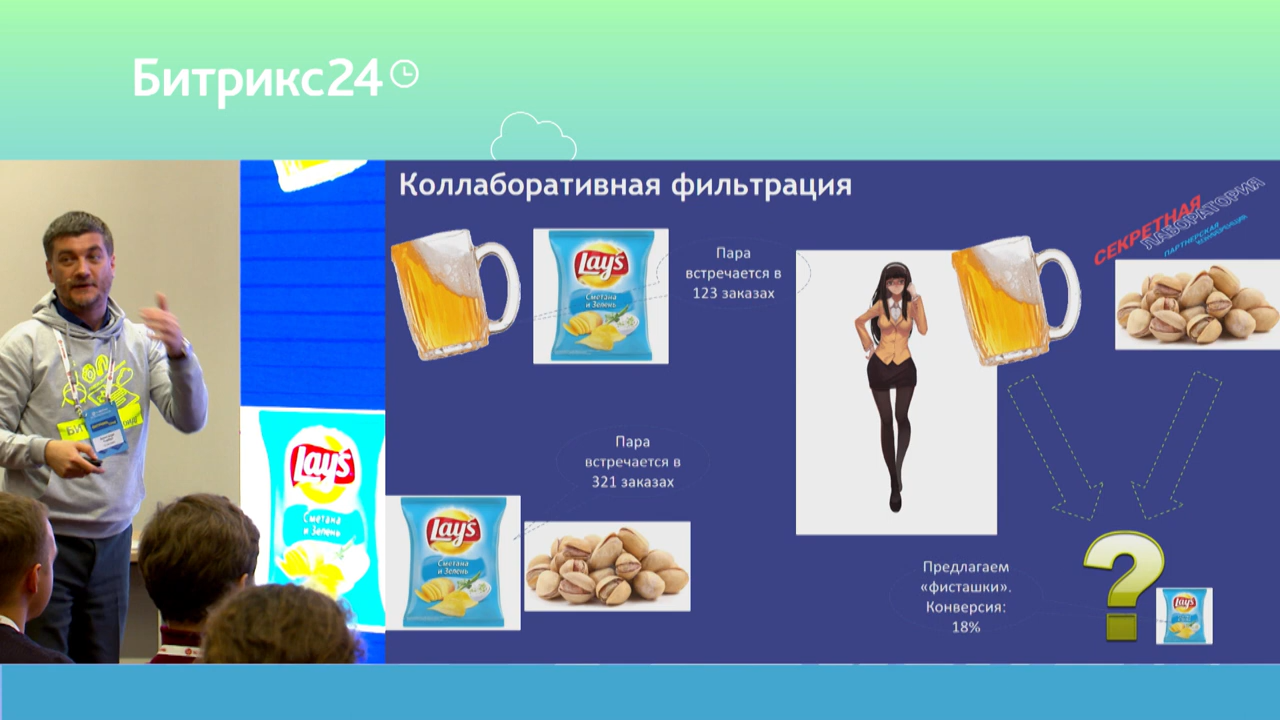 Битрикс24
Коллаборативная фильтрация
СЕКРЕТНАЯ
ЛАБОРАТОРИЯ
ПАРТНЕРСКАЯ
Lay's
Сметана
и Зелень
Пара
встречается в
123 заказах
Пара
встречается в
321 заказах
Lay's
Сметана
и Зелень
Lay's
Сметана
и Зелень
Предлагаем
«фисташки».
Конверсия:
18%
Lay's